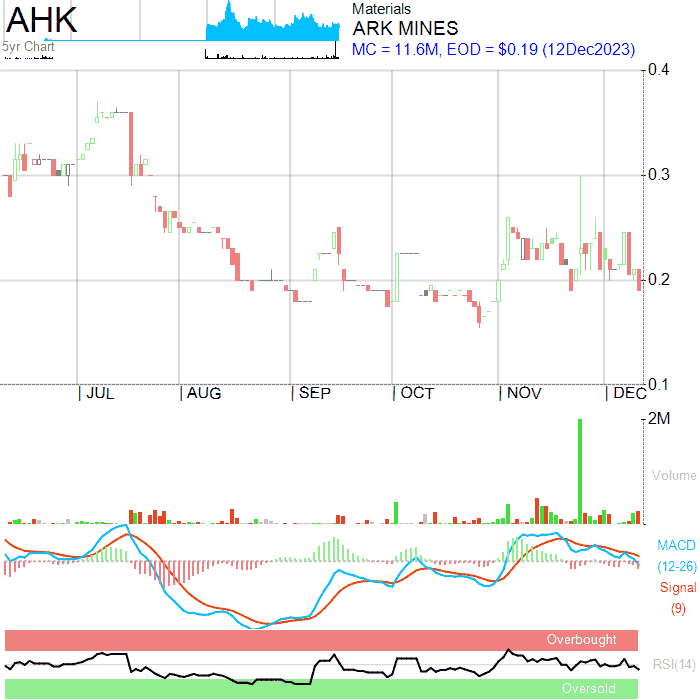 AHK
5yr Chart
Materials
ARK MINES
MC = 11.6M, EOD = $0.19 (12Dec2023)
0.4
0.3
0.2
0.1
JUL
AUG
SEP
OCT
NOV
DEC
2M
Volume
MACD
(12-26)
Signal
(9)
Overbought
RSI(14)
Oversold